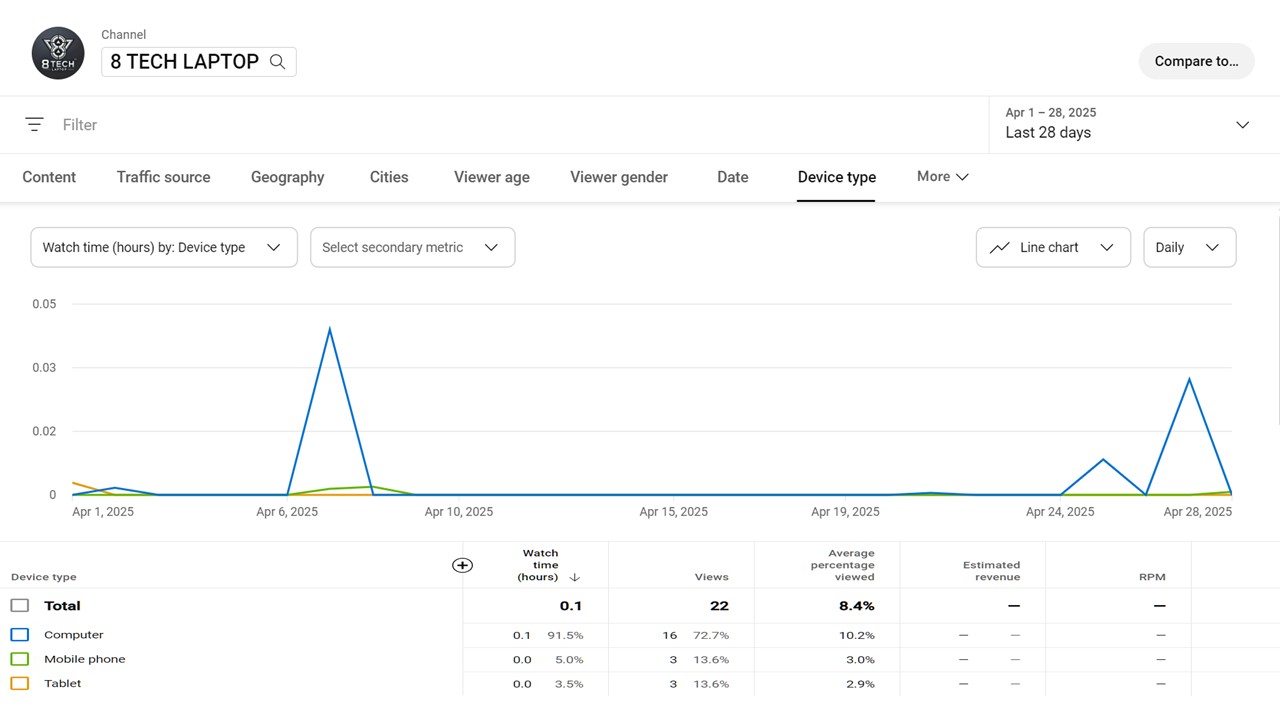 Channel
8 TECH LAPTOP
8 TECH
LAPTOP
Compare to...
Filter
Apr 1 – 28, 2025
Last 28 days
Content Traffic source Geography Cities Viewer age Viewer gender Date Device type More
Watch time (hours) by: Device type Select secondary metric Line chart Daily
0.05
0.03
0.02
0
Apr 1, 2025 Apr 6, 2025 Apr 10, 2025 Apr 15, 2025 Apr 19, 2025 Apr 24, 2025 Apr 28, 2025
Device type Watch time (hours) Views Average percentage viewed Estimated revenue RPM
Total 0.1 22 8.4% — —
Computer 0.1 91.5% 16 72.7% 10.2% — — —
Mobile phone 0.0 5.0% 3 13.6% 3.0% — — —
Tablet 0.0 3.5% 3 13.6% 2.9% — — —